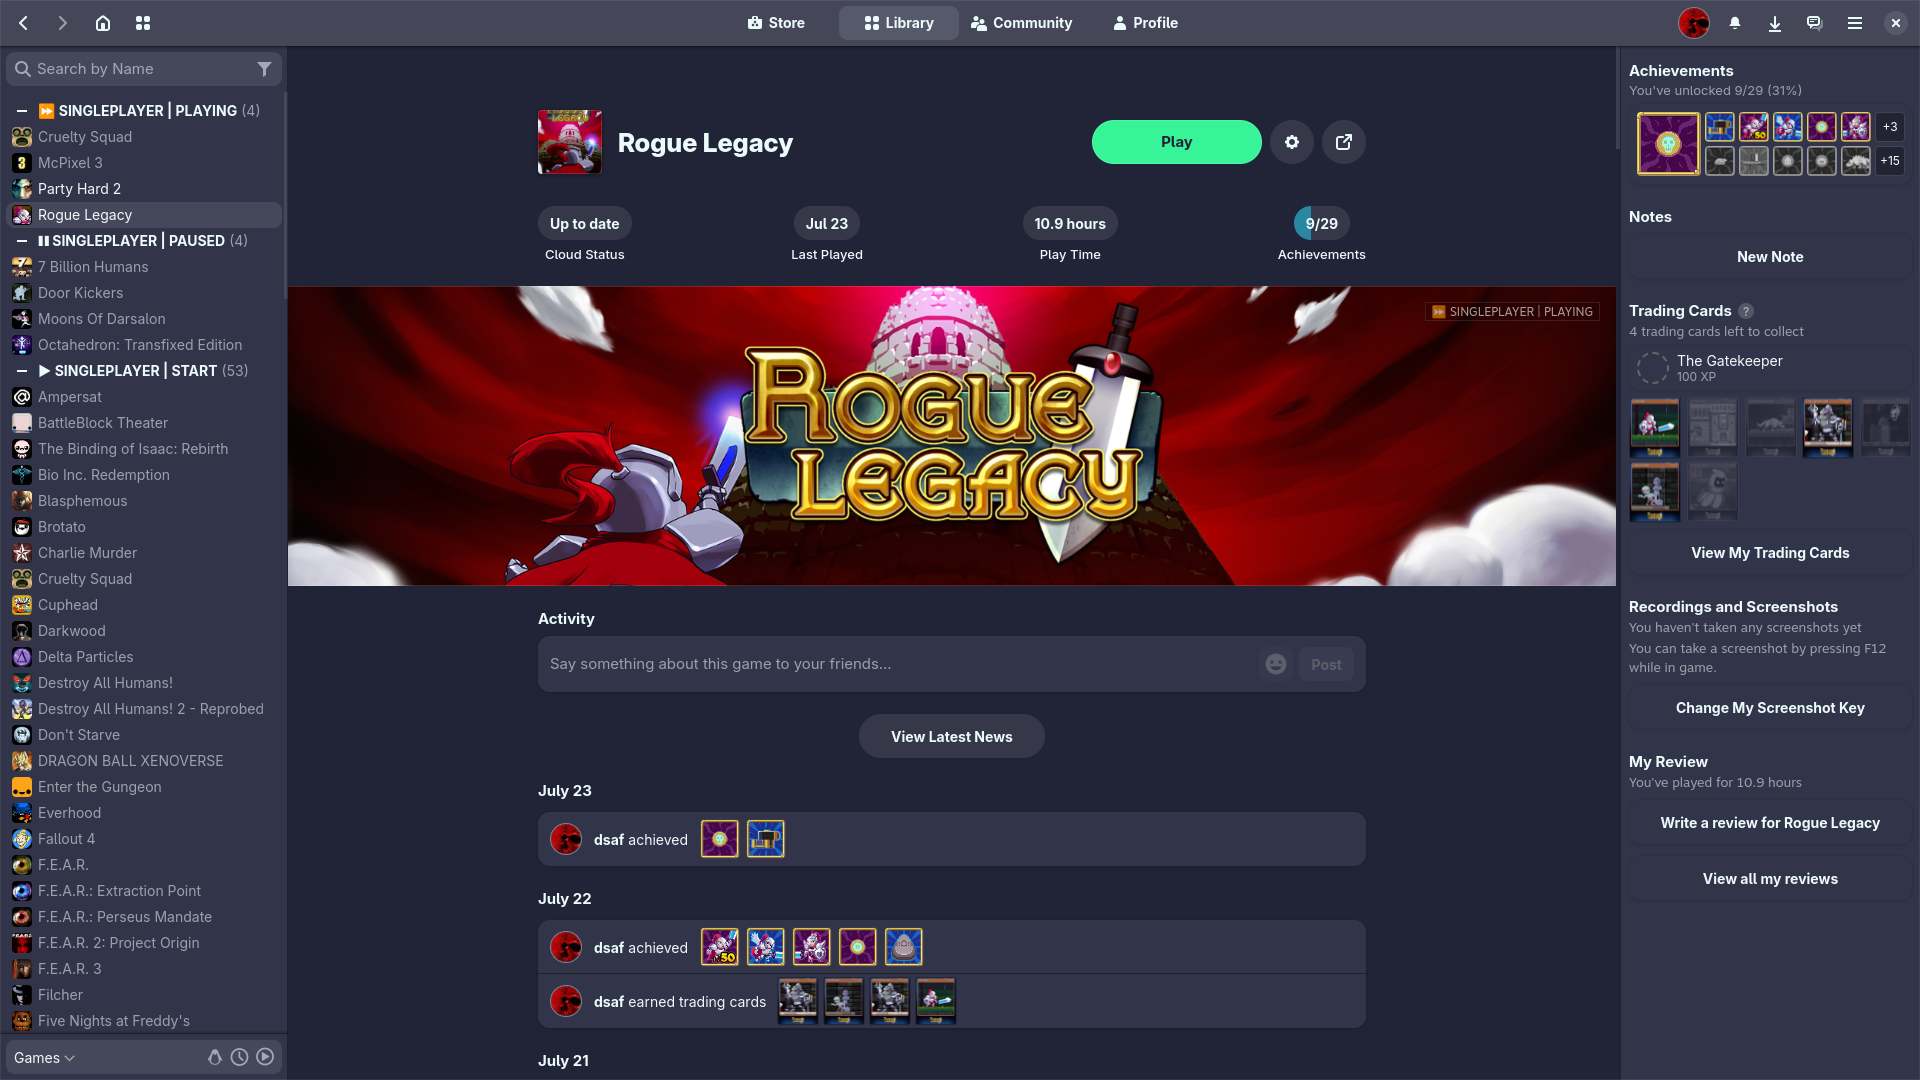 Store
Library
Community
Profile
Search by Name
SINGLEPLAYER | PLAYING (4)
Cruelty Squad
McPixel 3
Party Hard 2
Rogue Legacy
SINGLEPLAYER | PAUSED (4)
7 Billion Humans
Door Kickers
Moons Of Darsalon
Octahedron: Transfixed Edition
SINGLEPLAYER | START (53)
Ampersat
BattleBlock Theater
The Binding of Isaac: Rebirth
Bio Inc. Redemption
Blasphemous
Brotato
Charlie Murder
Cruelty Squad
Cuphead
Darkwood
Delta Particles
Destroy All Humans!
Destroy All Humans! 2 - Reprobed
Don't Starve
DRAGON BALL XENOVERSE
Enter the Gungeon
Everhood
Fallout 4
F.E.A.R.
F.E.A.R.: Extraction Point
F.E.A.R.: Perseus Mandate
F.E.A.R. 2: Project Origin
F.E.A.R. 3
Filcher
Five Nights at Freddy's
Games
Rogue Legacy
Play
Up to date
Cloud Status
Jul 23
Last Played
10.9 hours
Play Time
9/29
Achievements
SINGLEPLAYER | PLAYING
ROGUE
LEGACY
Activity
Say something about this game to your friends...
Post
View Latest News
July 23
dsaf achieved
July 22
dsaf achieved
50
dsaf earned trading cards
July 21
Achievements
You've unlocked 9/29 (31%)
50
+3
+15
Notes
New Note
Trading Cards ?
4 trading cards left to collect
The Gatekeeper
100 XP
View My Trading Cards
Recordings and Screenshots
You haven't taken any screenshots yet
You can take a screenshot by pressing F12
while in game.
Change My Screenshot Key
My Review
You've played for 10.9 hours
Write a review for Rogue Legacy
View all my reviews